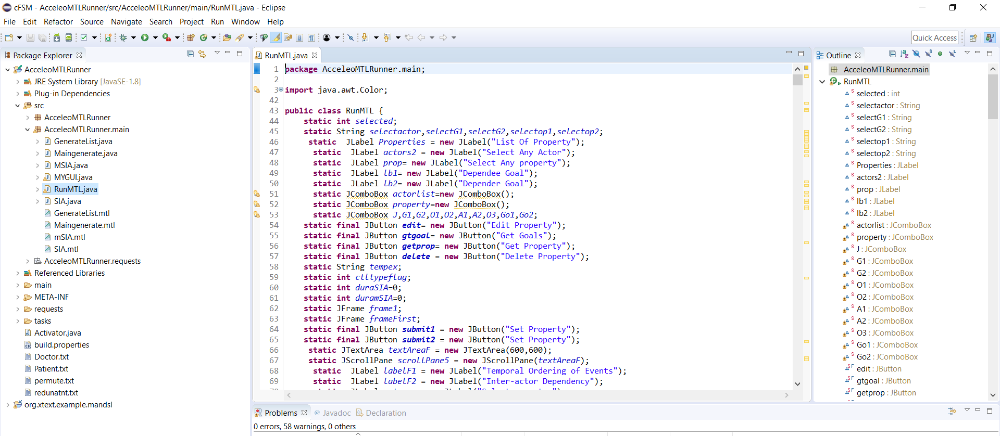 cFSM - AcceleoMTLRunner/src/AcceleoMTLRunner/main/RunMTL.java - Eclipse
File Edit Refactor Source Navigate Search Project Run Window Help
Quick Access
Package Explorer
AcceleoMTLRunner
JRE System Library [JavaSE-1.8]
Plug-in Dependencies
src
AcceleoMTLRunner
AcceleoMTLRunner.main
GenerateList.java
Maingenerate.java
MSIA.java
MYGUI.java
RunMTL.java
SIA.java
GenerateList.mtl
Maingenerate.mtl
mSIA.mtl
SIA.mtl
AcceleoMTLRunner.requests
Referenced Libraries
main
META-INF
requests
tasks
Activator.java
build.properties
Doctor.txt
Patient.txt
permute.txt
redunatnt.txt
org.xtext.example.mandsl
RunMTL.java
1 package AcceleoMTLRunner.main;
2
3 import java.awt.Color;
42
43 public class RunMTL {
44 static int selected;
45 static String selectactor,selectG1,selectG2,selectop1,selectop2;
46 static JLabel Properties = new JLabel("List Of Property");
47 static JLabel actors2 = new JLabel("Select Any Actor");
48 static JLabel prop= new JLabel("Select Any property");
49 static JLabel lb1= new JLabel("Dependee Goal");
50 static JLabel lb2= new JLabel("Depender Goal");
51 static JComboBox actorlist=new JComboBox();
52 static JComboBox property=new JComboBox();
53 static JComboBox J,G1,G2,O1,O2,A1,A2,O3,Go1,Go2;
54 static final JButton edit= new JButton("Edit Property");
55 static final JButton gtgoal= new JButton("Get Goals");
56 static final JButton getprop= new JButton("Get Property");
57 static final JButton delete = new JButton("Delete Property");
58 static String tempex;
59 static int ctltypeflag;
60 static int duraSIA=0;
61 static int duramSIA=0;
62 static JFrame frame1;
63 static JFrame frameFirst;
64 static final JButton submit1 = new JButton("Set Property");
65 static final JButton submit2 = new JButton("Set Property");
66 static JTextArea textAreaF = new JTextArea(600,600);
67 static JScrollPane scrollPane5 = new JScrollPane(textAreaF);
68 static JLabel labelF1 = new JLabel("Temporal Ordering of Events");
69 static JLabel labelF2 = new JLabel("Inter-actor Dependency");
Outline
AcceleoMTLRunner.main
RunMTL
selected : int
selectactor : String
selectG1 : String
selectG2 : String
selectop1 : String
selectop2 : String
Properties : JLabel
actors2 : JLabel
prop : JLabel
lb1 : JLabel
lb2 : JLabel
actorlist : JComboBox
property : JComboBox
J : JComboBox
G1 : JComboBox
G2 : JComboBox
O1 : JComboBox
O2 : JComboBox
A1 : JComboBox
A2 : JComboBox
O3 : JComboBox
Go1 : JComboBox
Go2 : JComboBox
edit : JButton
gtgoal : JButton
getprop : JButton
Problems Javadoc Declaration
0 errors, 58 warnings, 0 others